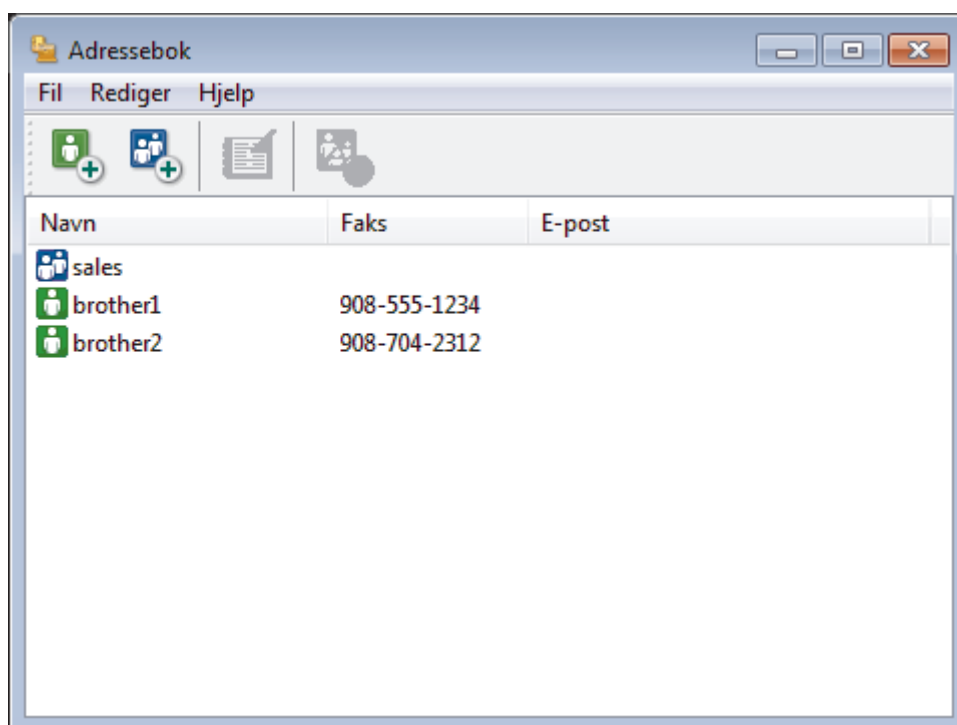 Adressebok
Fil Rediger Hjelp
Navn Faks E-post
sales
brother1 908-555-1234
brother2 908-704-2312